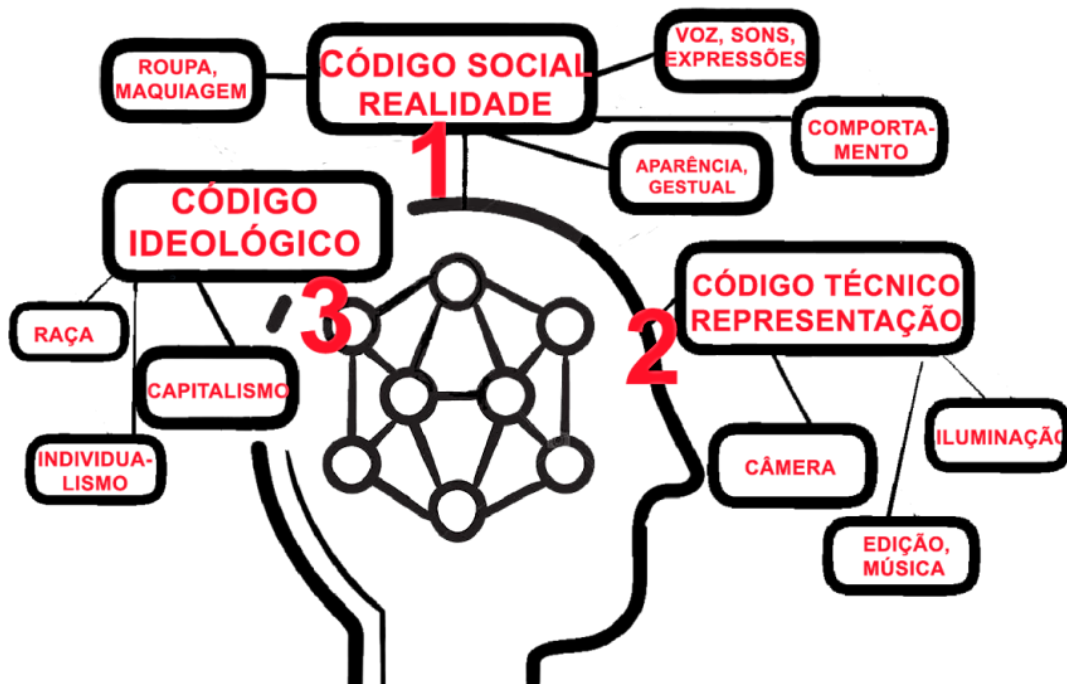 VOZ, SONS,
EXPRESSÕES
ROUPA,
MAQUIAGEM
CÓDIGO SOCIAL
REALIDADE
1
COMPORTA-
MENTO
APARÊNCIA,
GESTUAL
CÓDIGO
IDEOLÓGICO
3
RAÇA
CAPITALISMO
INDIVIDUA-
LISMO
CÓDIGO TÉCNICO
REPRESENTAÇÃO
2
CÂMERA
ILUMINAÇÃO
EDIÇÃO,
MÚSICA